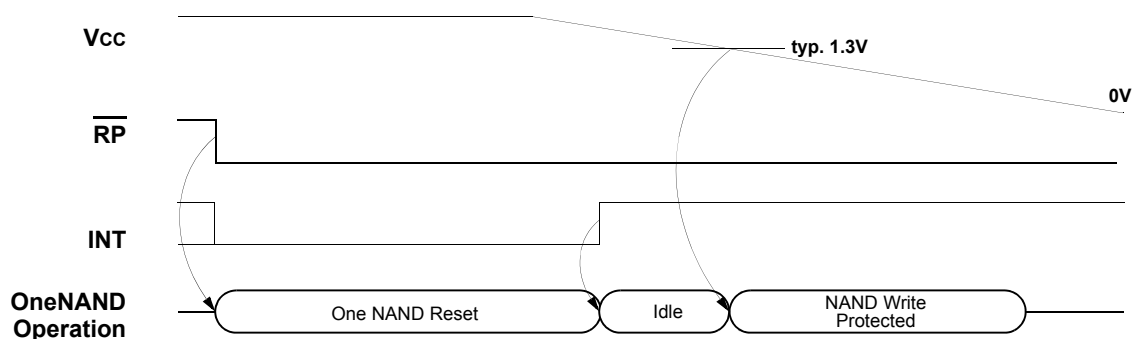 Vcc
typ. 1.3V
0V
RP
INT
OneNAND
Operation
One NAND Reset
Idle
NAND Write
Protected